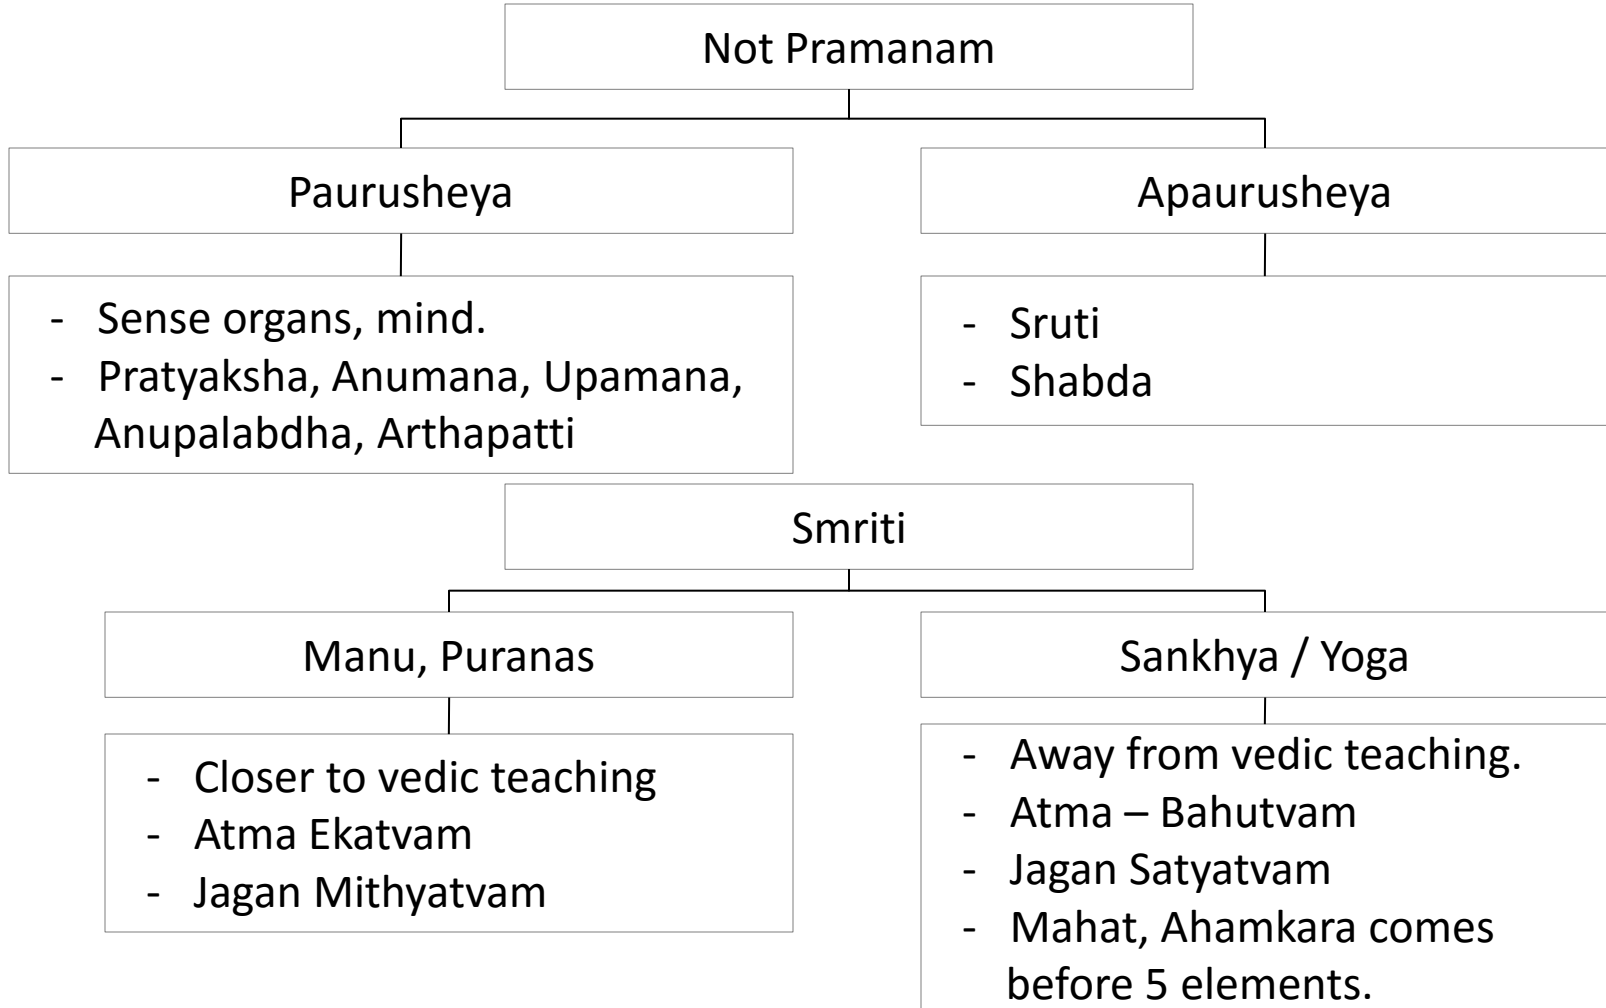 Not Pramanam
Paurusheya
Apaurusheya
- Sense organs, mind.
- Pratyaksha, Anumana, Upamana,
Anupalabdha, Arthapatti
- Sruti
- Shabda
Smriti
Manu, Puranas
Sankhya / Yoga
- Closer to vedic teaching
- Atma Ekatvam
- Jagan Mithyatvam
- Away from vedic teaching.
- Atma – Bahutvam
- Jagan Satyatvam
- Mahat, Ahamkara comes
before 5 elements.